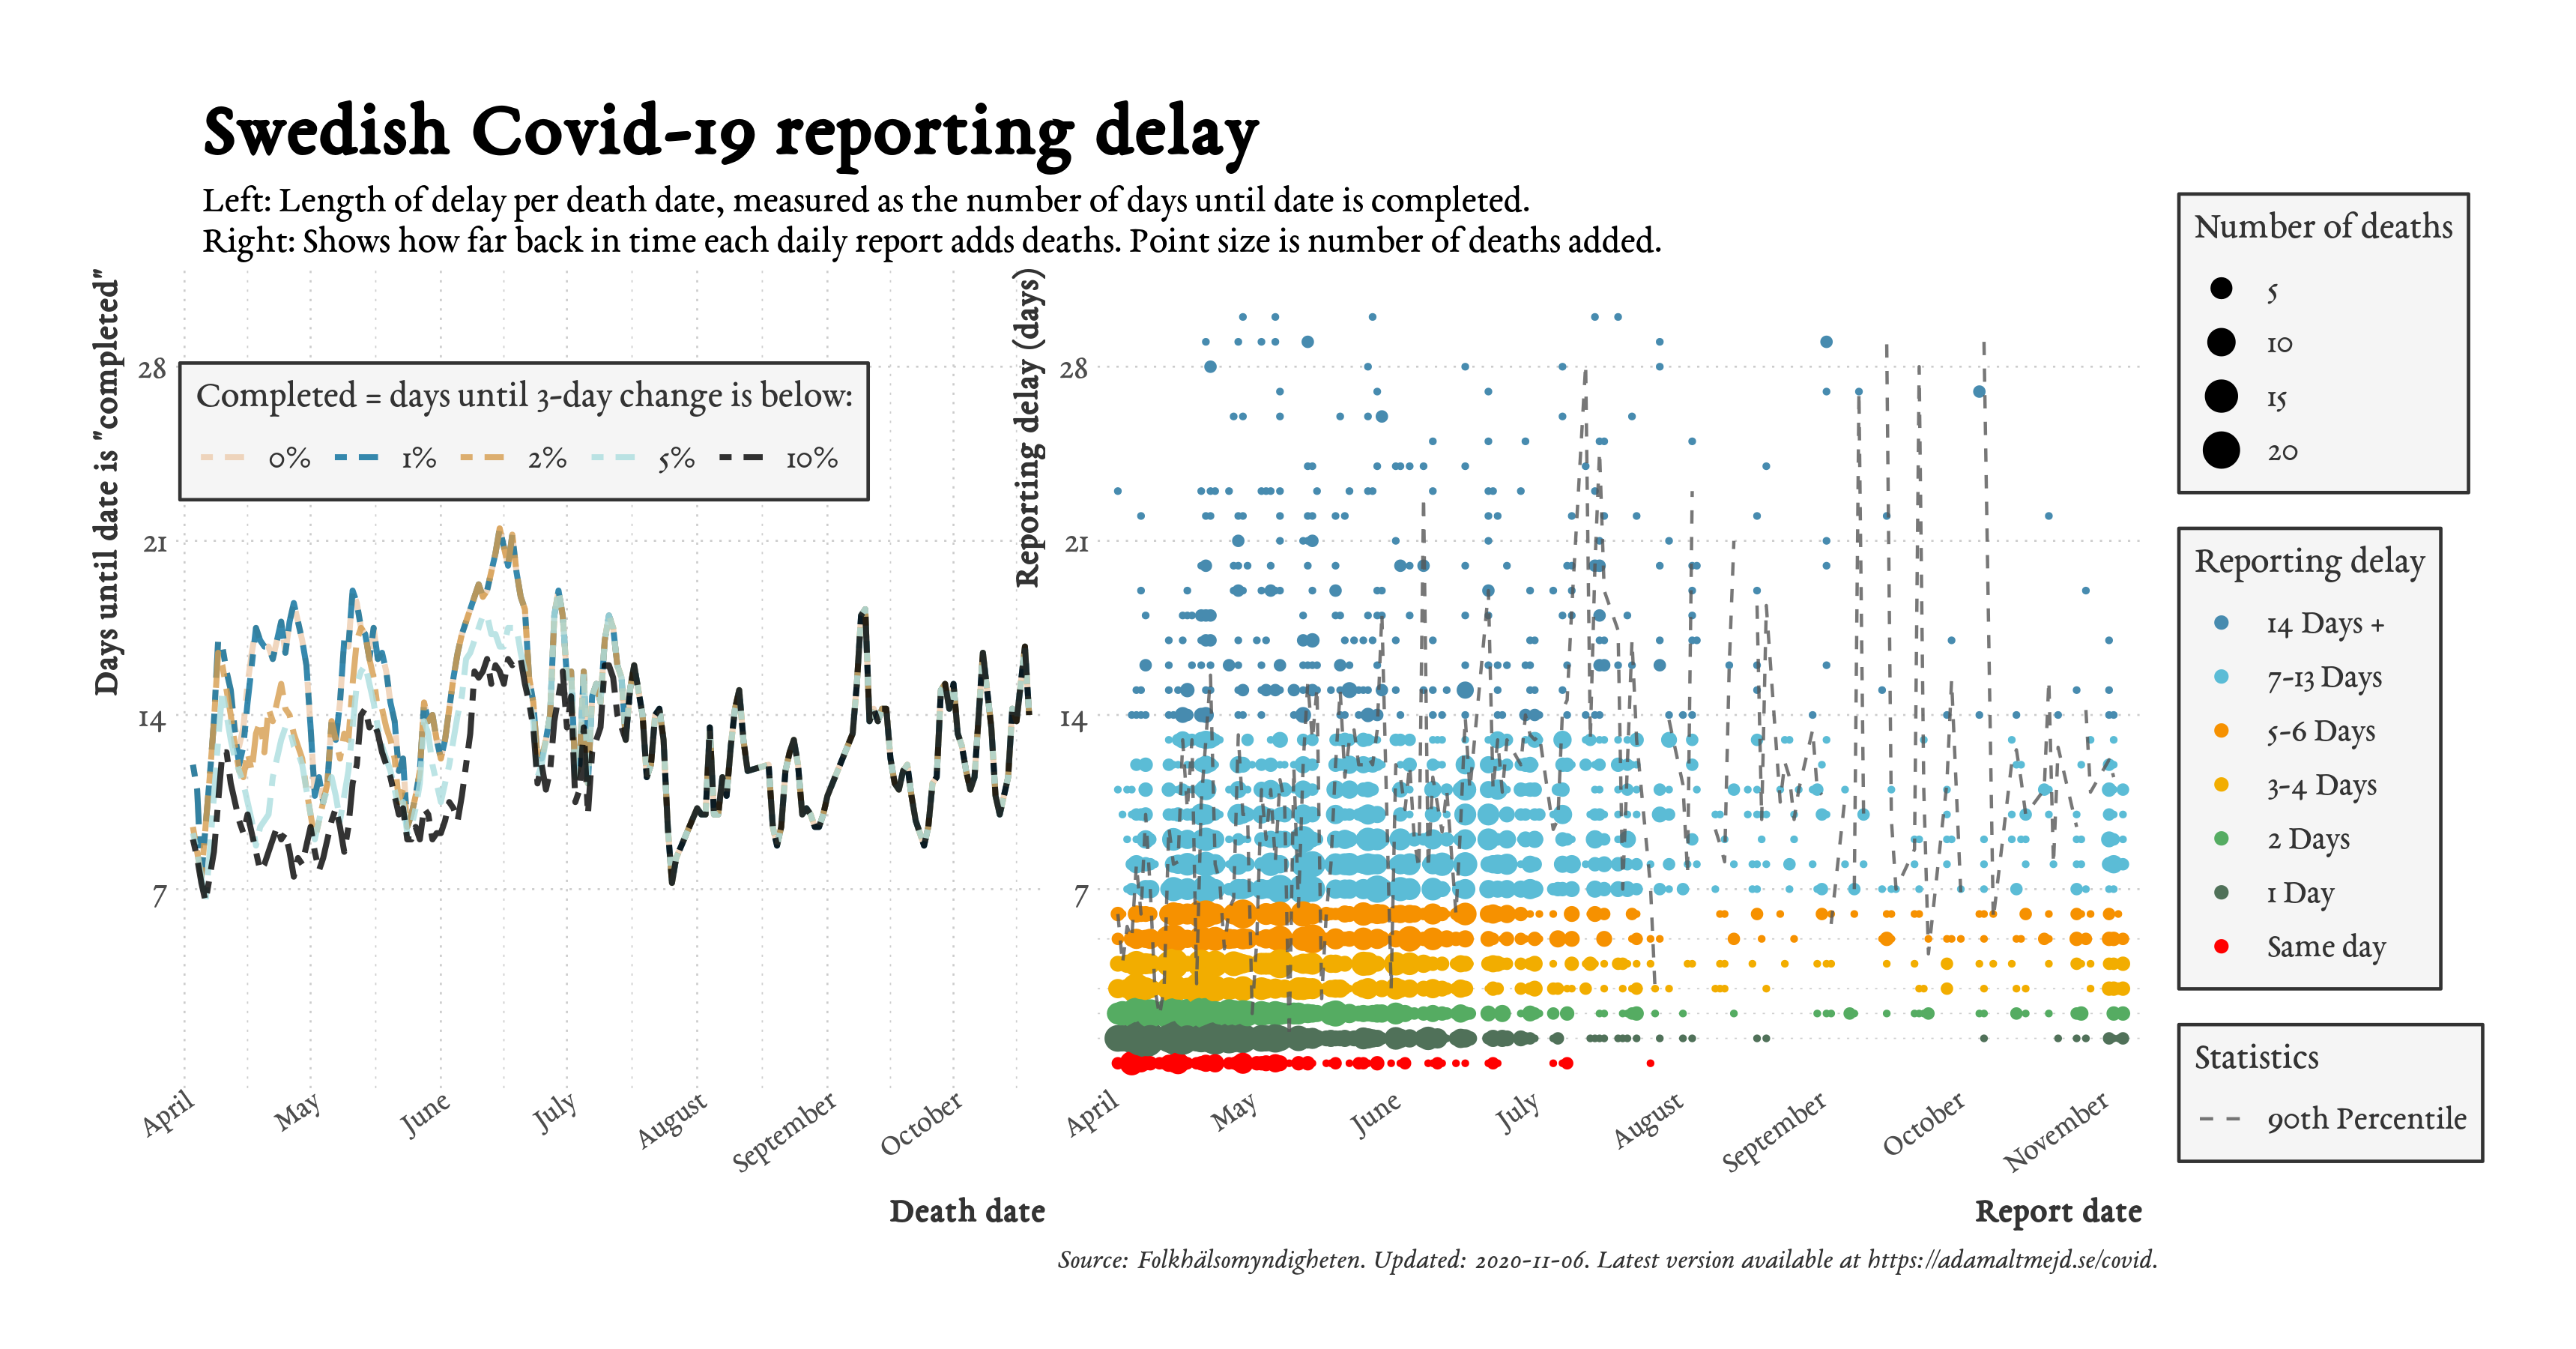 Swedish Covid-19 reporting delay
Left: Length of delay per death date, measured as the number of days until date is completed.
Right: Shows how far back in time each daily report adds deaths. Point size is number of deaths added.
Days until date is "completed"
28
21
14
7
Completed = days until 3-day change is below:
0% 1% 2% 5% 10%
April May June July August September October
Death date
Reporting delay (days)
28
21
14
7
April May June July August September October November
Report date
Number of deaths
5
10
15
20
Reporting delay
14 Days +
7-13 Days
5-6 Days
3-4 Days
2 Days
1 Day
Same day
Statistics
90th Percentile
Source: Folkhälsomyndigheten. Updated: 2020-11-06. Latest version available at https://adamaltmejd.se/covid.